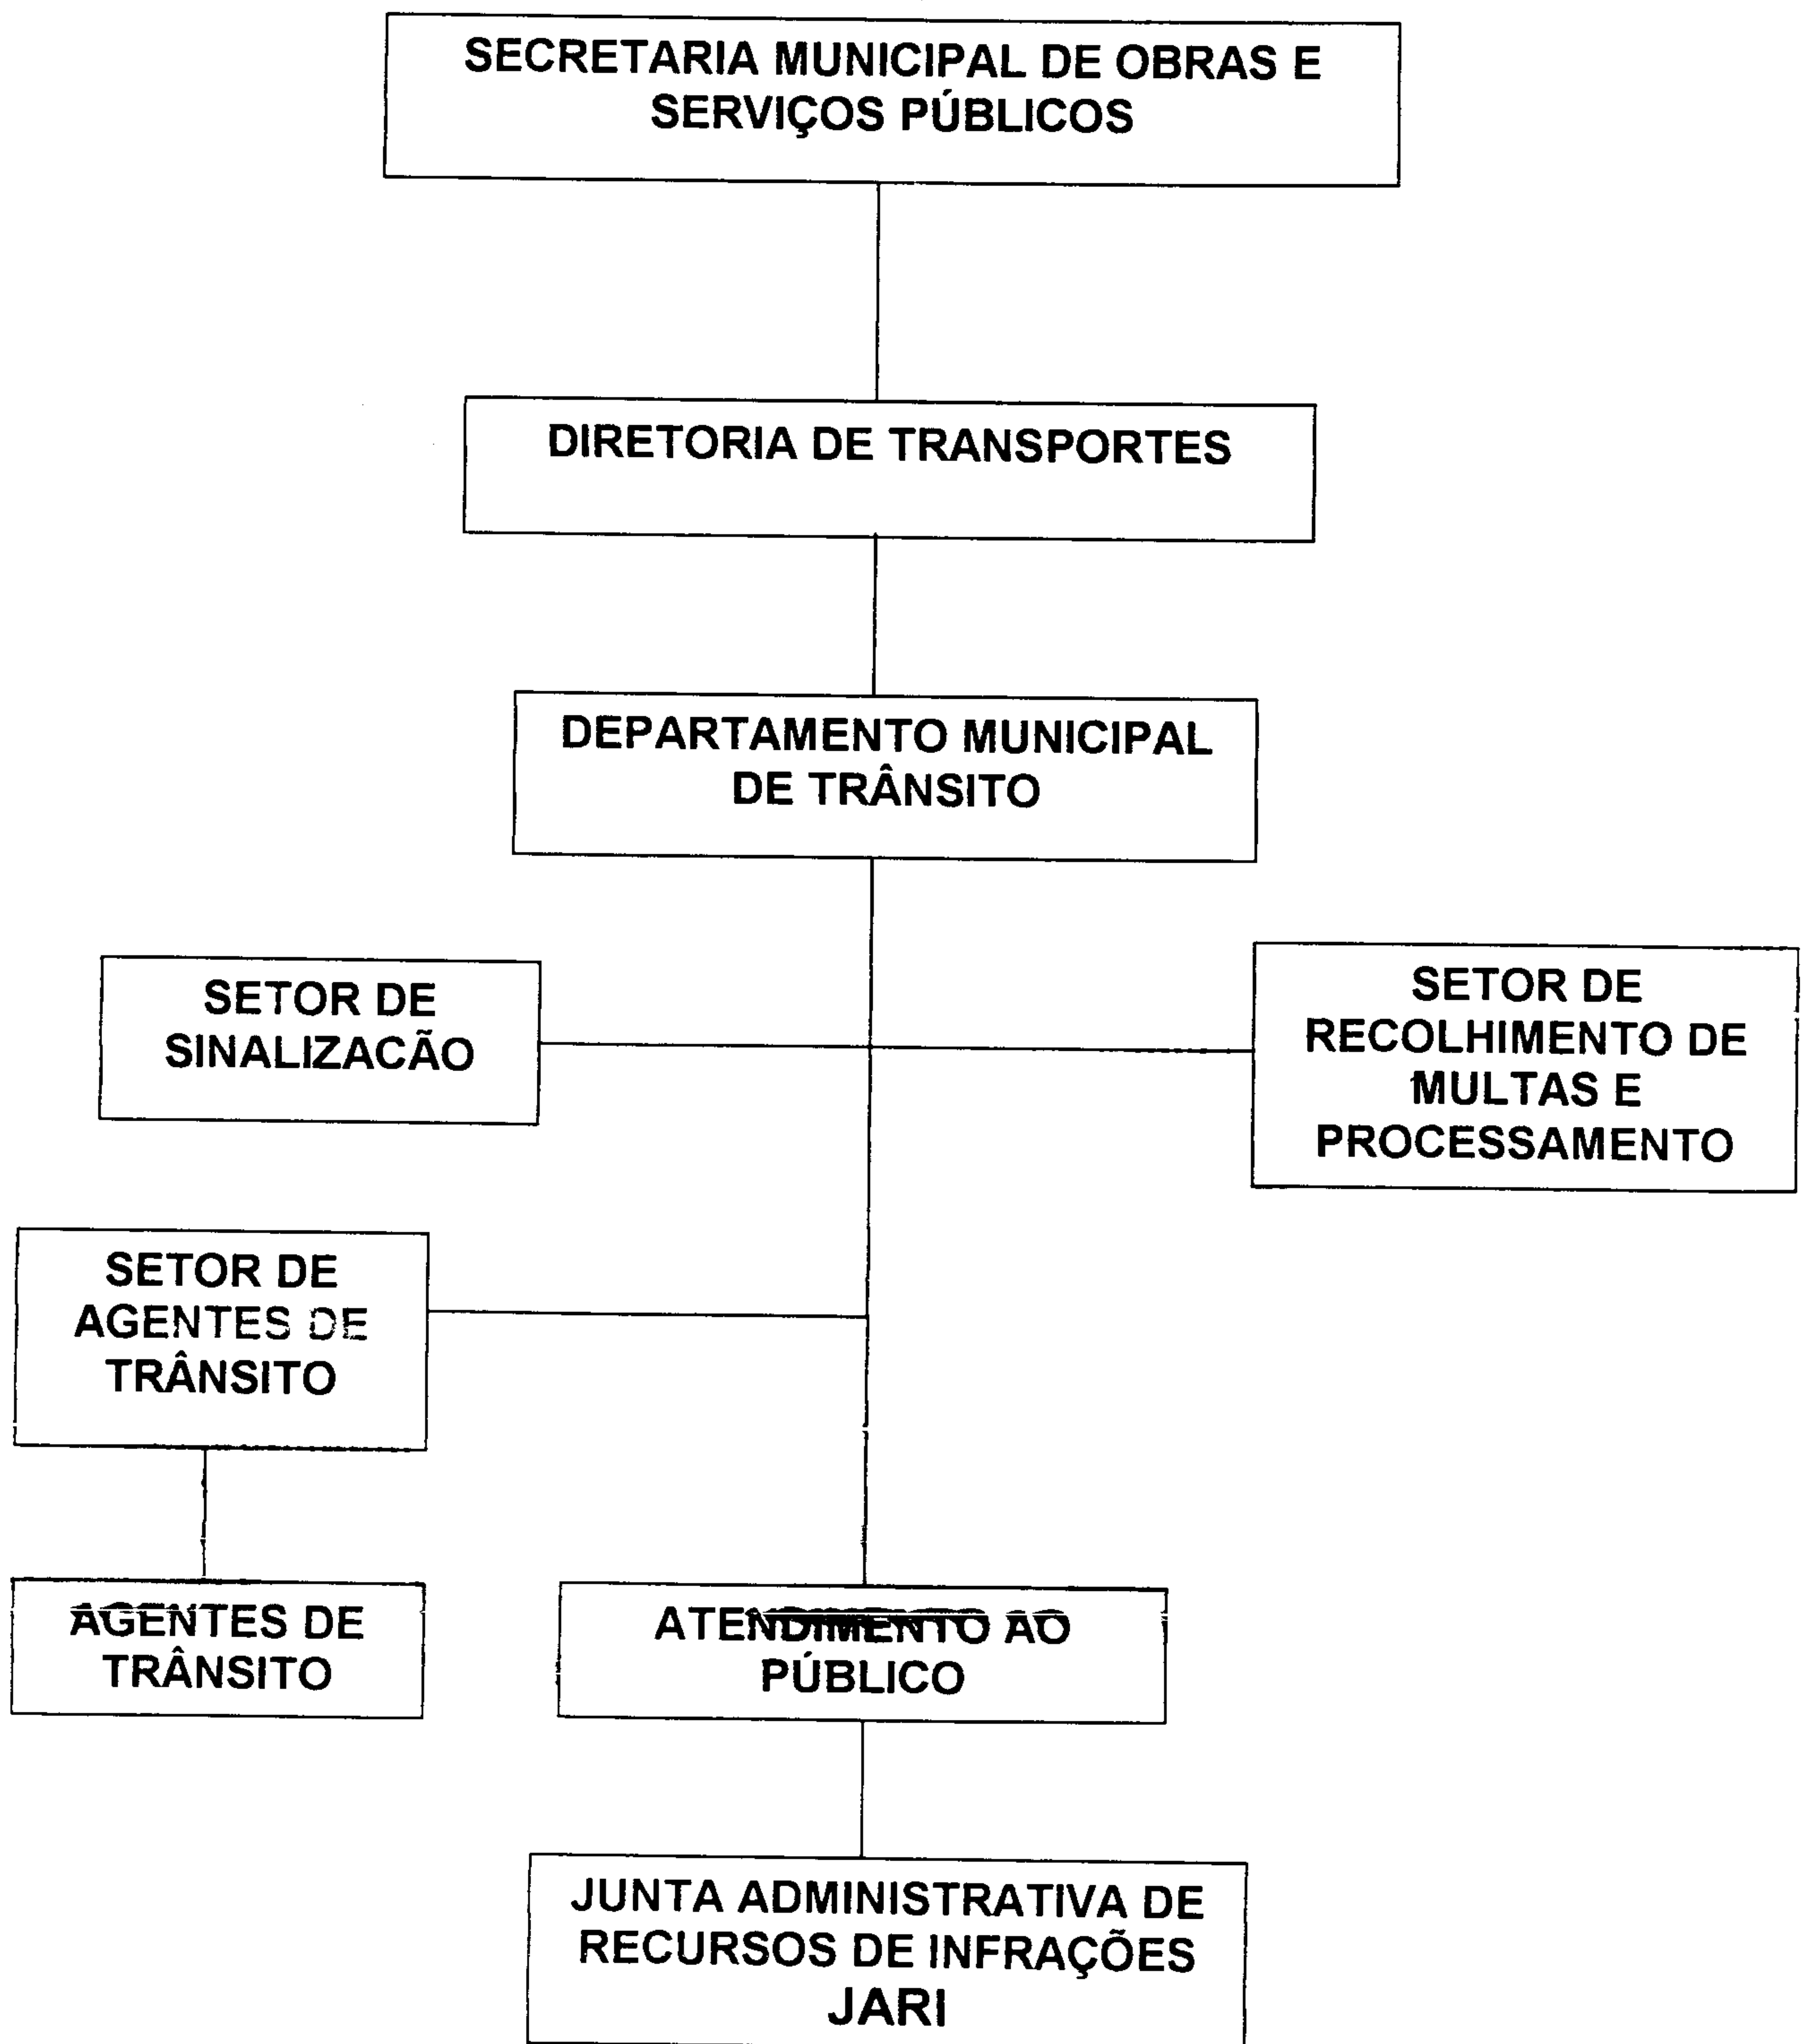 SECRETARIA MUNICIPAL DE OBRAS E
SERVIÇOS PÚBLICOS
DIRETORIA DE TRANSPORTES
DEPARTAMENTO MUNICIPAL
DE TRÂNSITO
SETOR DE
SINALIZACÃO
SETOR DE
RECOLHIMENTO DE
MULTAS E
PROCESSAMENTO
SETOR DE
AGENTES DE
TRÂNSITO
AGENTES DE
TRÂNSITO
ATENDIMENTO AO
PÚBLICO
JUNTA ADMINISTRATIVA DE
RECURSOS DE INFRAÇÕES
JARI